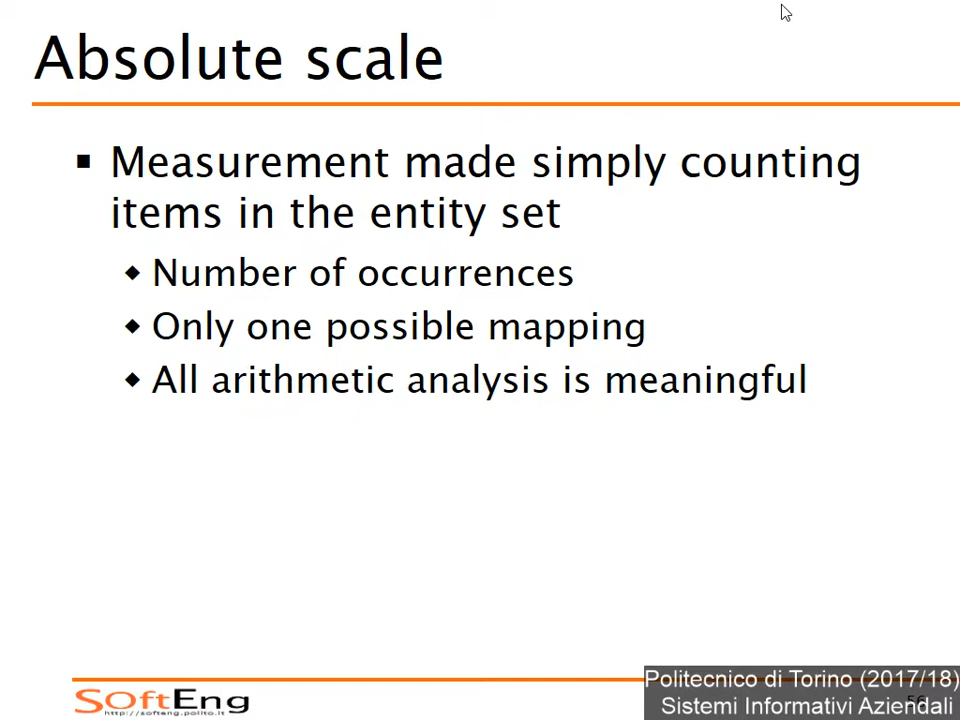 Absolute scale
Measurement made simply counting
items in the entity set
Number of occurrences
Only one possible mapping
All arithmetic analysis is meaningful
SOftEng
http://softeng.polito.it
Politecnico di Torino (2017/18)
56
Sistemi Informativi Aziendali